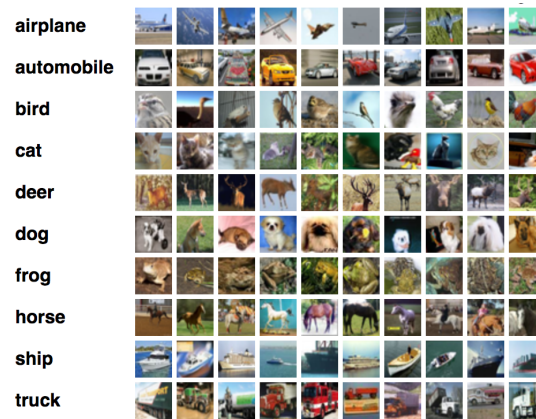 airplane
automobile
bird
cat
deer
dog
frog
horse
ship
truck